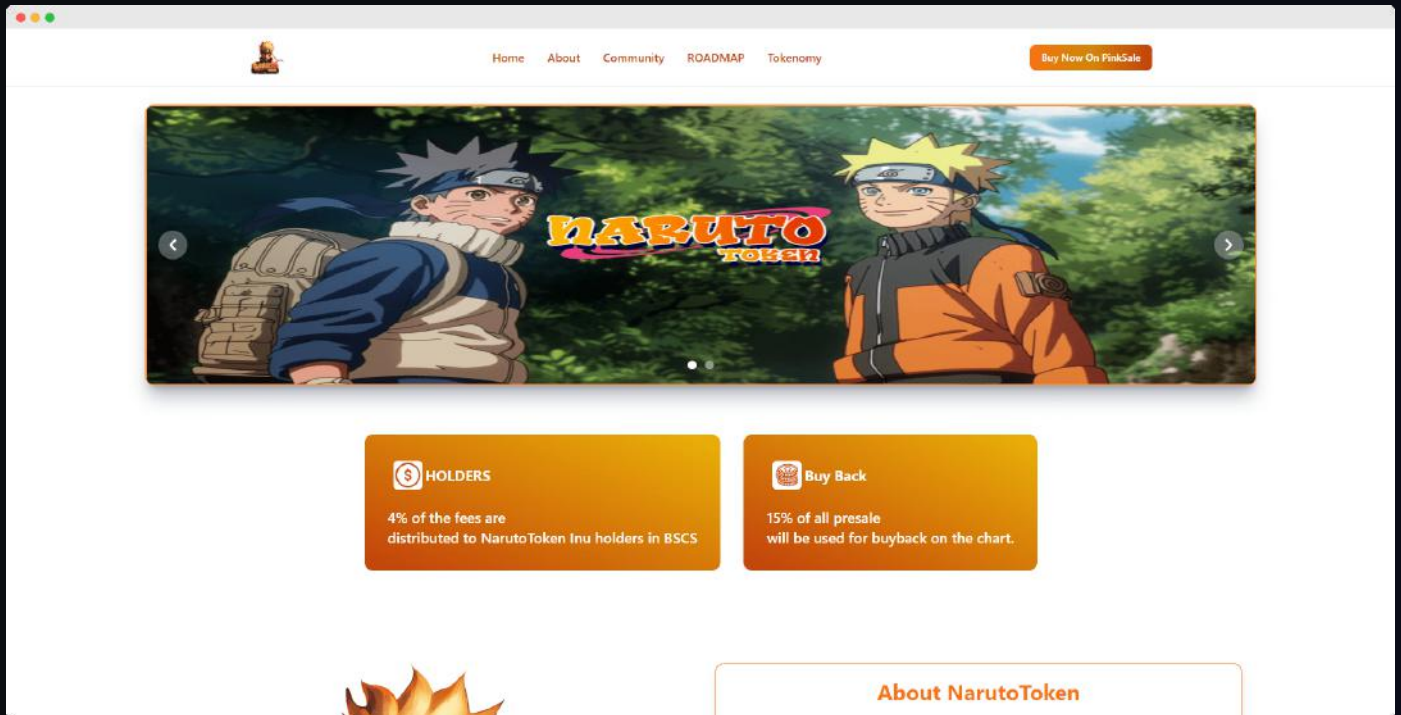 Home About Community ROADMAP Tokenomy
Buy Now On PinkSale
NARUTO
TOKEN
HOLDERS
4% of the fees are
distributed to NarutoToken Inu holders in BSCS
Buy Back
15% of all presale
will be used for buyback on the chart.
About NarutoToken